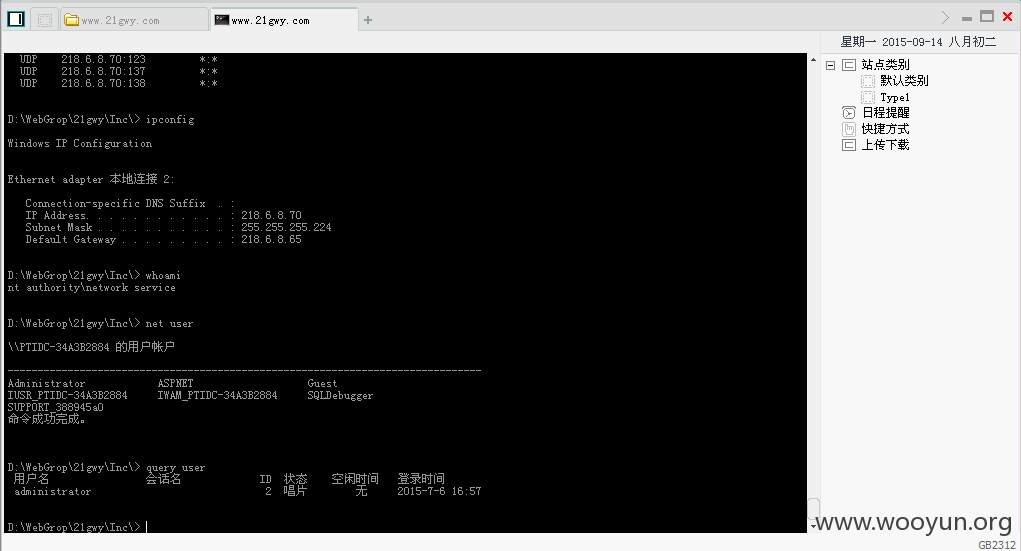 www.21gwy.com
www.21gwy.com
星期一 2015-09-14 八月初二
站点类别
默认类别
Type1
日程提醒
快捷方式
上传下载
UDP 218.6.8.70:123 *:*
UDP 218.6.8.70:137 *:*
UDP 218.6.8.70:138 *:*
D:\WebGrop\21gwy\Inc\> ipconfig
Windows IP Configuration
Ethernet adapter 本地连接 2:
Connection-specific DNS Suffix . :
IP Address. . . . . . . . . . . . : 218.6.8.70
Subnet Mask . . . . . . . . . . . : 255.255.255.224
Default Gateway . . . . . . . . . : 218.6.8.65
D:\WebGrop\21gwy\Inc\> whoami
nt authority\network service
D:\WebGrop\21gwy\Inc\> net user
\\PTIDC-34A3B2884 的用户帐户
-------------------------------------------------------------------------------
Administrator ASPNET Guest
IUSR_PTIDC-34A3B2884 IWAM_PTIDC-34A3B2884 SQLDebugger
SUPPORT_388945a0
命令成功完成。
D:\WebGrop\21gwy\Inc\> query user
用户名 会话名 ID 状态 空闲时间 登录时间
administrator 2 唱片 无 2015-7-6 16:57
D:\WebGrop\21gwy\Inc\>
www.wooyun.org
GB2312